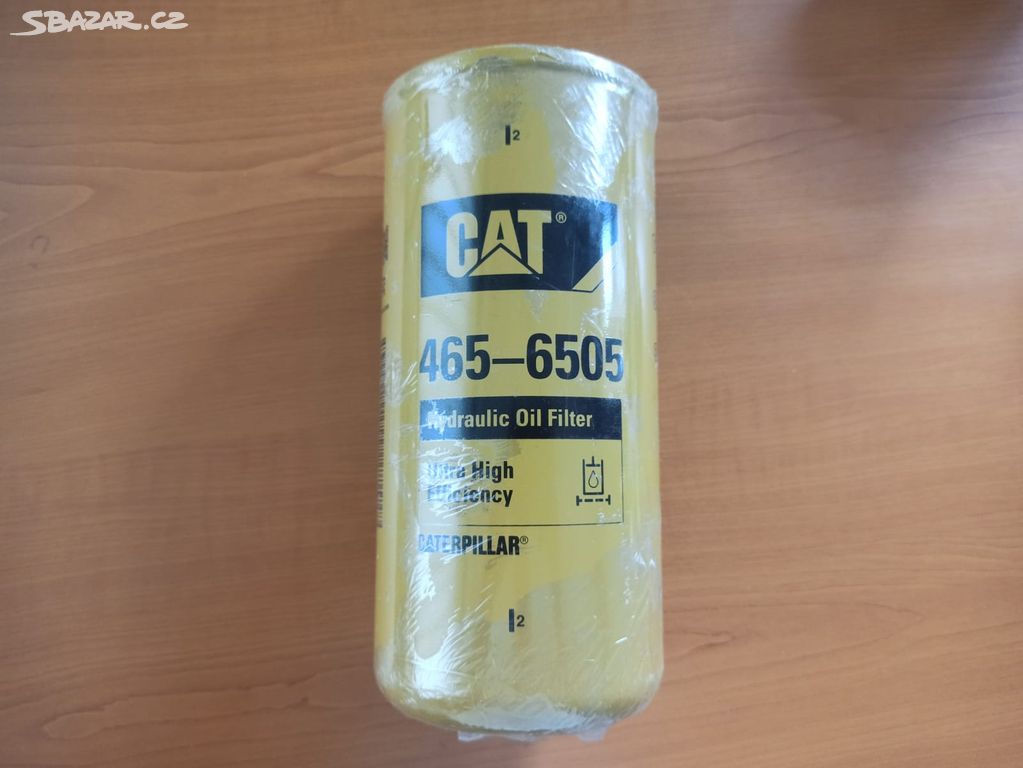 SBAZAR.CZ
I2
CAT®
465-6505
Hydraulic Oil Filter
Ultra High
Efficiency
CATERPILLAR®
I2